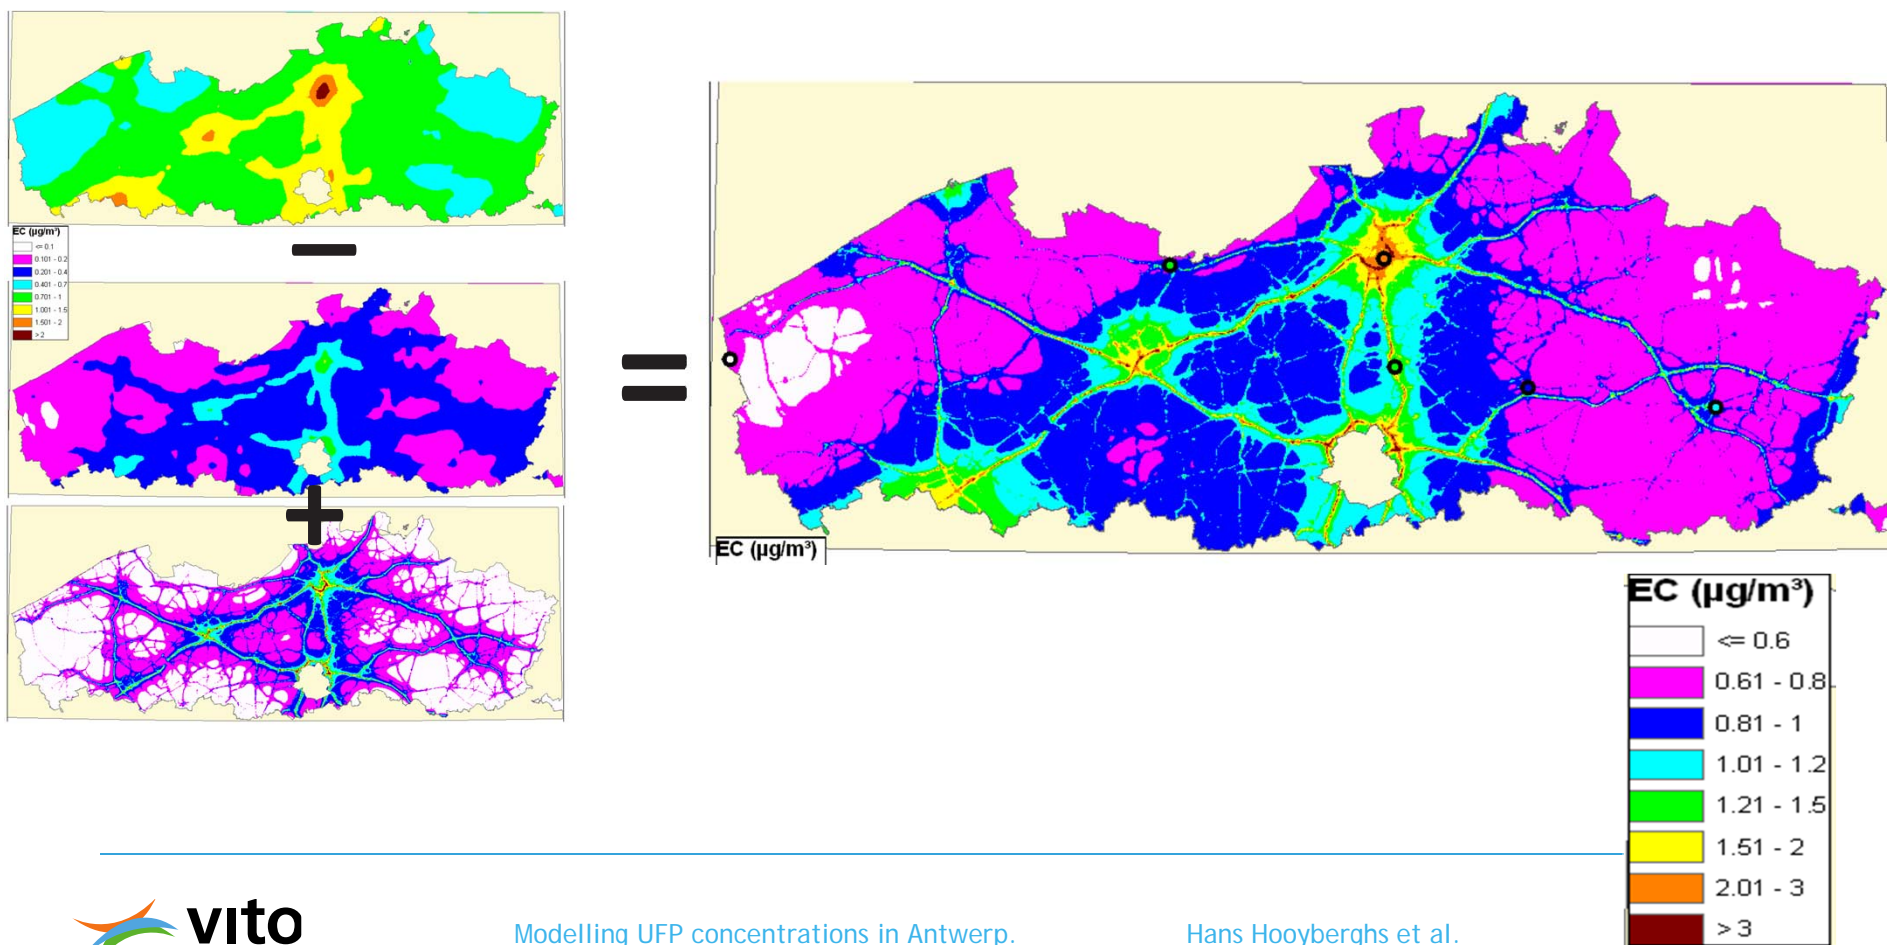 EC (µg/m³)
<= 0.1
0.101 - 0.2
0.201 - 0.4
0.401 - 0.7
0.701 - 1
1.001 - 1.5
1.501 - 2
> 2
−
+
=
EC (µg/m³)
EC (µg/m³)
<= 0.6
0.61 - 0.8
0.81 - 1
1.01 - 1.2
1.21 - 1.5
1.51 - 2
2.01 - 3
> 3
vito
Modelling UFP concentrations in Antwerp.
Hans Hooyberghs et al.